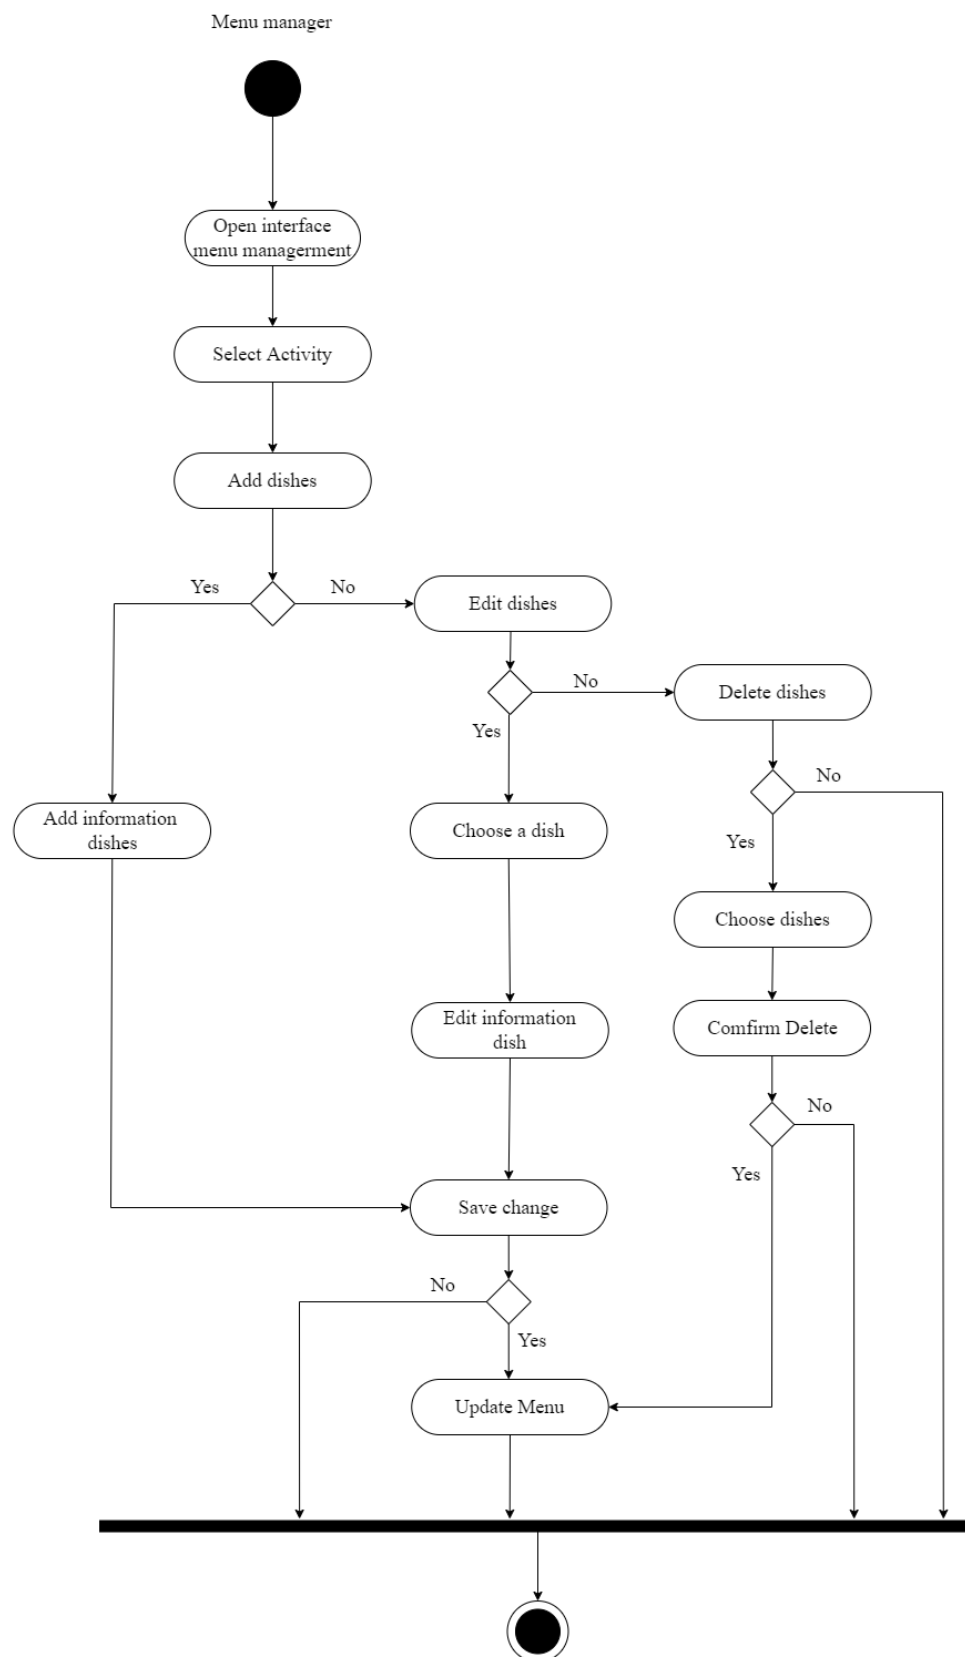 Menu manager
Open interface
menu managerment
Select Activity
Add dishes
Yes
No
Edit dishes
No
Delete dishes
Yes
No
Add information
dishes
Choose a dish
Yes
Choose dishes
Edit information
dish
Comfirm Delete
No
Yes
Save change
No
Yes
Update Menu